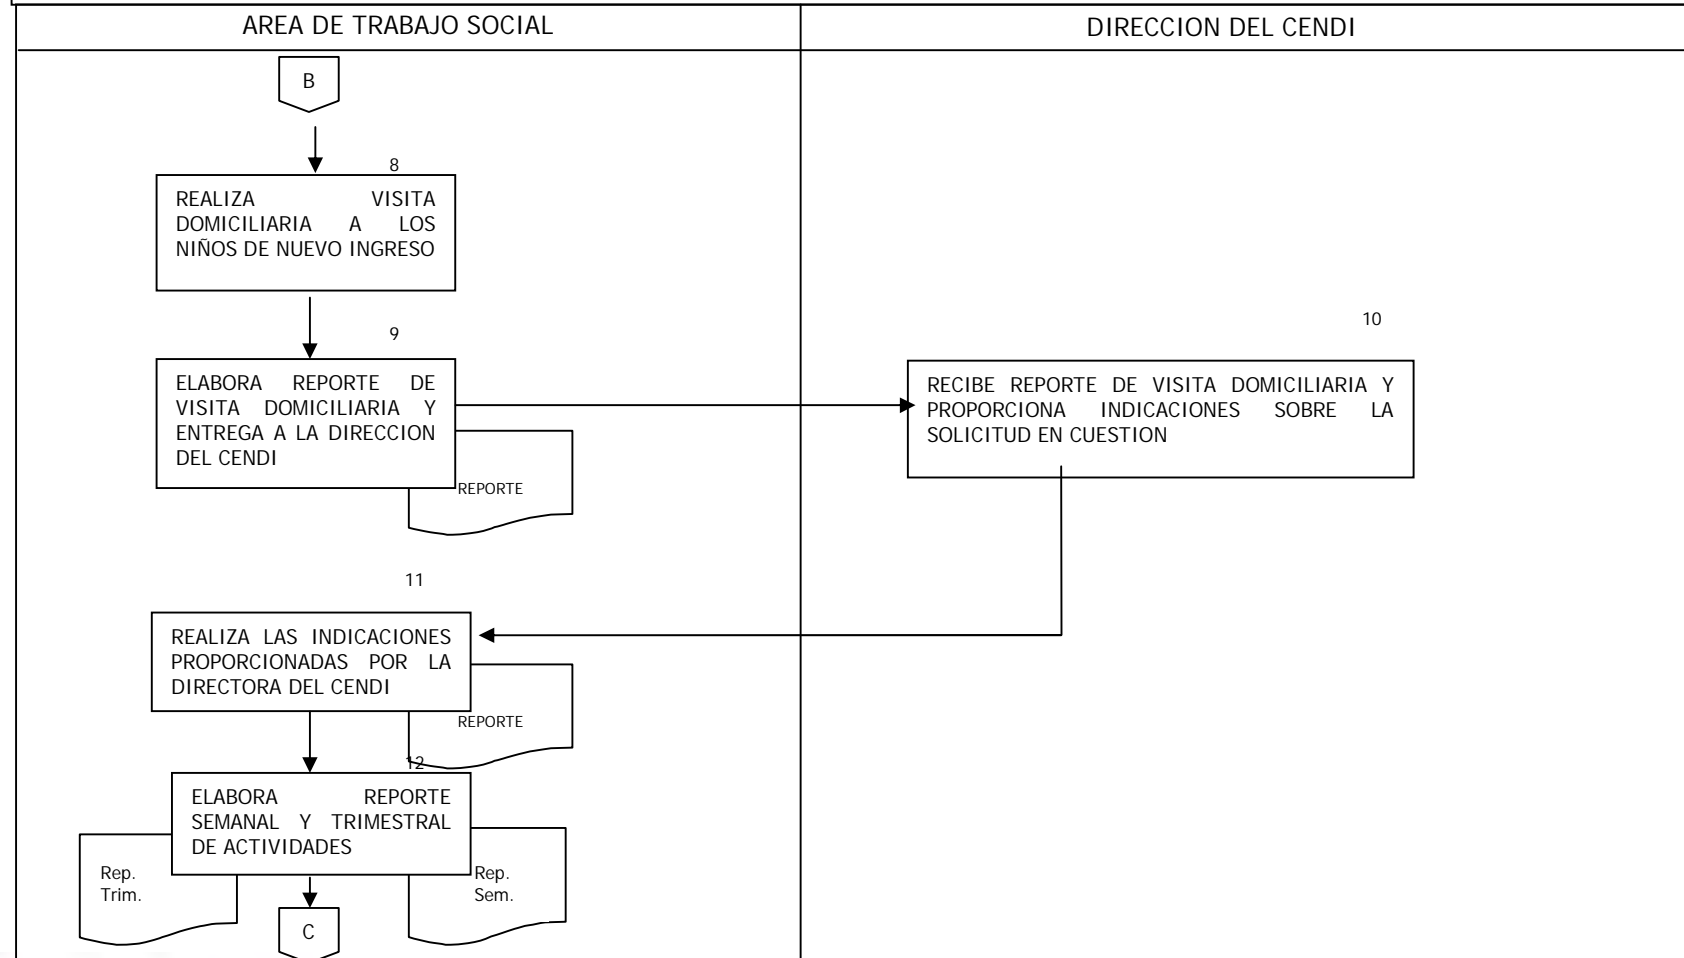 AREA DE TRABAJO SOCIAL
DIRECCION DEL CENDI
B
8
REALIZA VISITA
DOMICILIARIA A LOS
NIÑOS DE NUEVO INGRESO
9
ELABORA REPORTE DE
VISITA DOMICILIARIA Y
ENTREGA A LA DIRECCION
DEL CENDI
REPORTE
10
RECIBE REPORTE DE VISITA DOMICILIARIA Y
PROPORCIONA INDICACIONES SOBRE LA
SOLICITUD EN CUESTION
11
REALIZA LAS INDICACIONES
PROPORCIONADAS POR LA
DIRECTORA DEL CENDI
REPORTE
12
ELABORA REPORTE
SEMANAL Y TRIMESTRAL
DE ACTIVIDADES
Rep.
Trim.
Rep.
Sem.
C